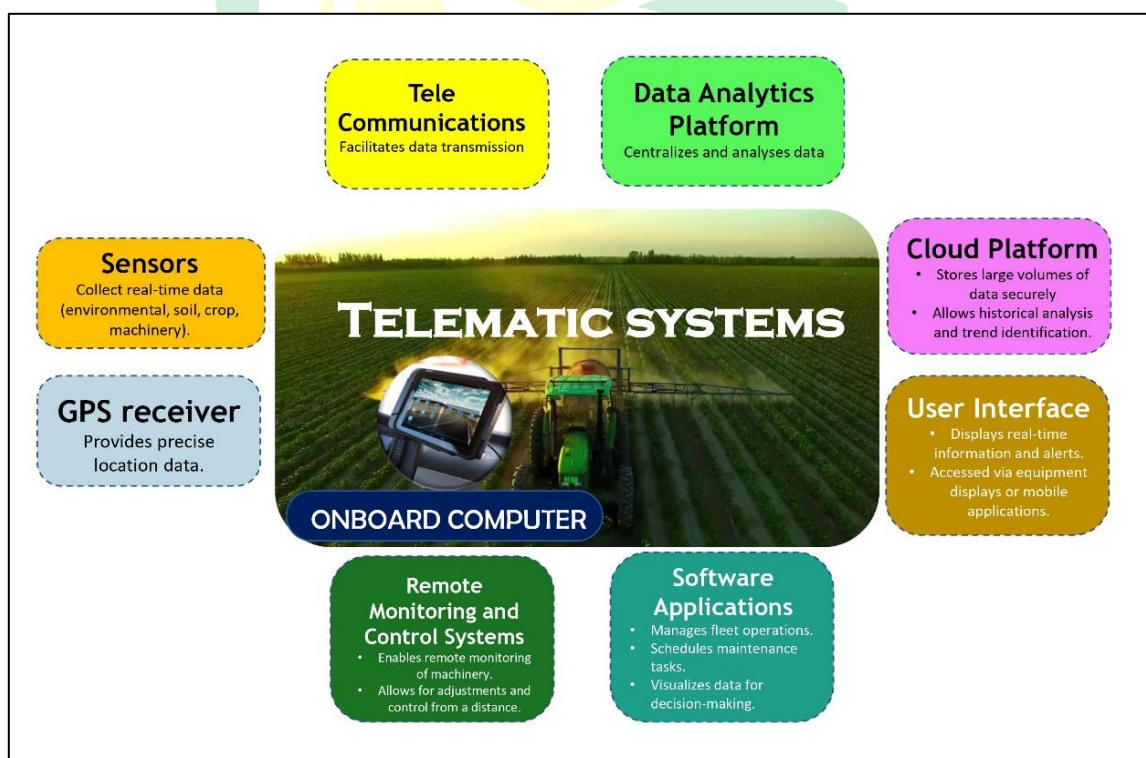 Tele
Communications
Facilitates data transmission
Data Analytics
Platform
Centralizes and analyses data
Sensors
Collect real-time data
(environmental, soil, crop,
machinery).
TELEMATIC SYSTEMS
Cloud Platform
• Stores large volumes of
data securely
• Allows historical analysis
and trend identification.
GPS receiver
Provides precise
location data.
User Interface
• Displays real-time
information and alerts.
• Accessed via equipment
displays or mobile
applications.
ONBOARD COMPUTER
Remote
Monitoring and
Control Systems
• Enables remote monitoring
of machinery.
• Allows for adjustments and
control from a distance.
Software
Applications
• Manages fleet operations.
• Schedules maintenance
tasks.
• Visualizes data for
decision-making.